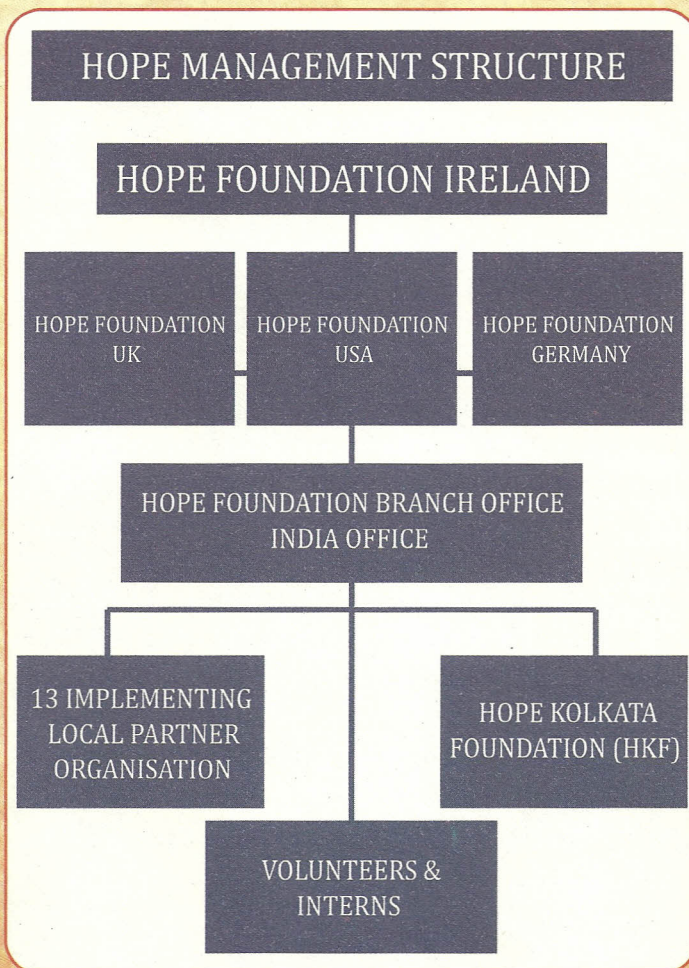 HOPE MANAGEMENT STRUCTURE
HOPE FOUNDATION IRELAND
HOPE FOUNDATION
UK
HOPE FOUNDATION
USA
HOPE FOUNDATION
GERMANY
HOPE FOUNDATION BRANCH OFFICE
INDIA OFFICE
13 IMPLEMENTING
LOCAL PARTNER
ORGANISATION
HOPE KOLKATA
FOUNDATION (HKF)
VOLUNTEERS &
INTERNS